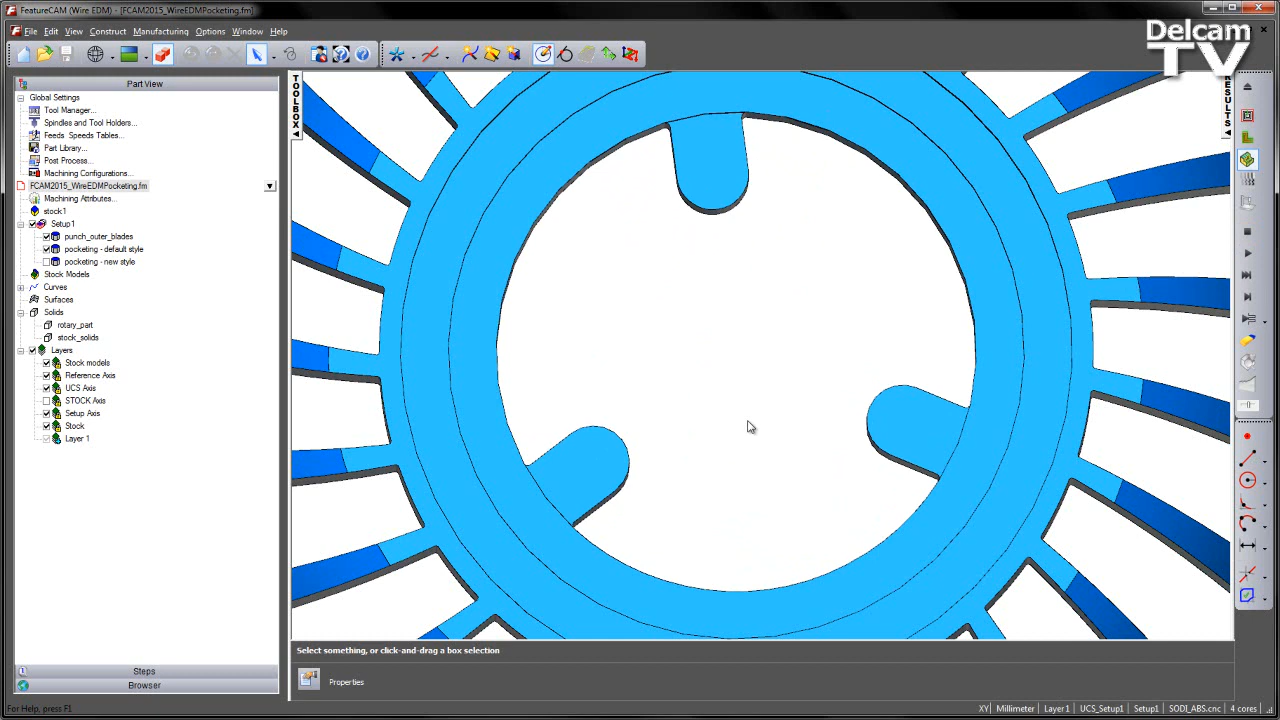 FeatureCAM (Wire EDM) - [FCAM2015_WireEDMPocketing.fm]
File Edit View Construct Manufacturing Options Window Help
Delcam
TV
Part View
TOOLBOX
RESULTS
Global Settings
Tool Manager...
Spindles and Tool Holders...
Feeds Speeds Tables...
Part Library...
Post Process...
Machining Configurations...
FCAM2015_WireEDMPocketing.fm
Machining Attributes...
stock1
Setup1
punch_outer_blades
pocketing - default style
pocketing - new style
Stock Models
Curves
Surfaces
Solids
rotary_part
stock_solids
Layers
Stock models
Reference Axis
UCS Axis
STOCK Axis
Setup Axis
Stock
Layer 1
Select something, or click-and-drag a box selection
Steps
Properties
Browser
For Help, press F1
XY Millimeter Layer1 UCS_Setup1 Setup1 SODI_ABS.cnc 4 cores